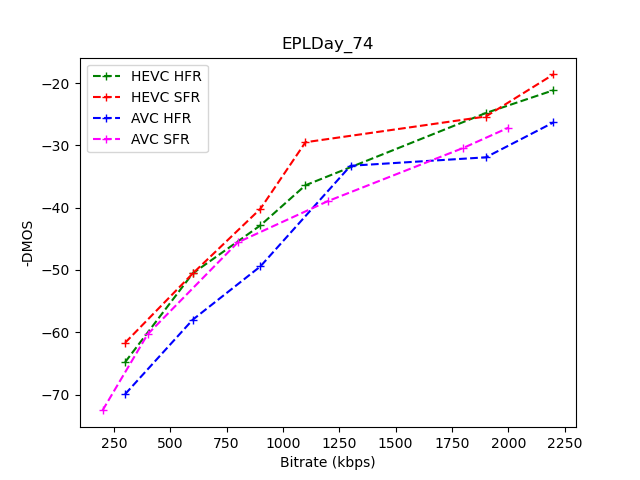 EPLDay_74
HEVC HFR
HEVC SFR
AVC HFR
AVC SFR
−20
−30
−40
−50
−60
−70
-DMOS
250 500 750 1000 1250 1500 1750 2000 2250
Bitrate (kbps)